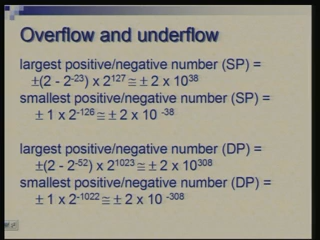 Overflow and underflow
largest positive/negative number (SP) =
±(2 - 2⁻²³) x 2¹²⁷ ≅ ± 2 x 10³⁸
smallest positive/negative number (SP) =
± 1 x 2⁻¹²⁶ ≅ ± 2 x 10 ⁻³⁸
largest positive/negative number (DP) =
±(2 - 2⁻⁵²) x 2¹⁰²³ ≅ ± 2 x 10³⁰⁸
smallest positive/negative number (DP) =
± 1 x 2⁻¹⁰²² ≅ ± 2 x 10 ⁻³⁰⁸